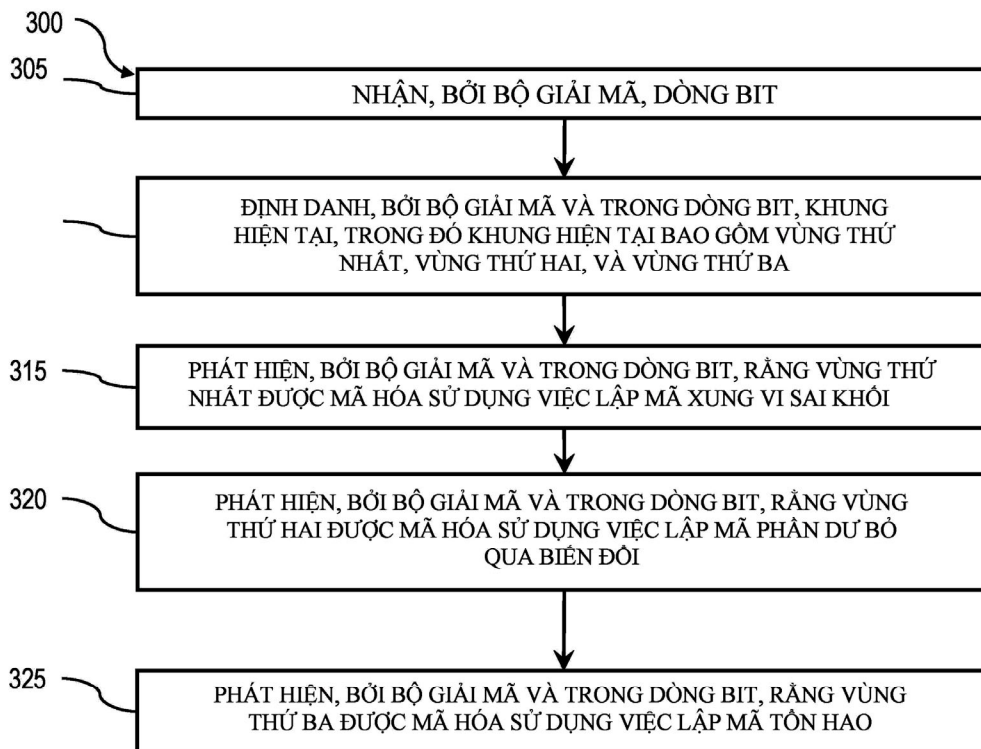 300
305
NHẬN, BỞI BỘ GIẢI MÃ, DÒNG BIT
ĐỊNH DANH, BỞI BỘ GIẢI MÃ VÀ TRONG DÒNG BIT, KHUNG
HIỆN TẠI, TRONG ĐÓ KHUNG HIỆN TẠI BAO GỒM VÙNG THỨ
NHẤT, VÙNG THỨ HAI, VÀ VÙNG THỨ BA
315
PHÁT HIỆN, BỞI BỘ GIẢI MÃ VÀ TRONG DÒNG BIT, RẰNG VÙNG THỨ
NHẤT ĐƯỢC MÃ HÓA SỬ DỤNG VIỆC LẬP MÃ XUNG VI SAI KHỐI
320
PHÁT HIỆN, BỞI BỘ GIẢI MÃ VÀ TRONG DÒNG BIT, RẰNG VÙNG
THỨ HAI ĐƯỢC MÃ HÓA SỬ DỤNG VIỆC LẬP MÃ PHẦN DƯ BỎ
QUA BIẾN ĐỔI
325
PHÁT HIỆN, BỞI BỘ GIẢI MÃ VÀ TRONG DÒNG BIT, RẰNG VÙNG
THỨ BA ĐƯỢC MÃ HÓA SỬ DỤNG VIỆC LẬP MÃ TỔN HAO